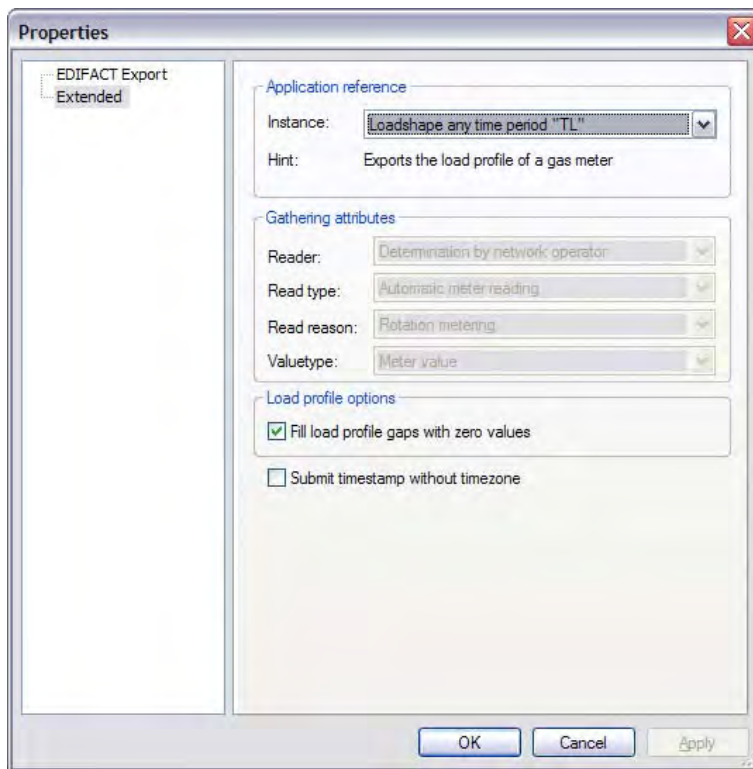 Properties
EDIFACT Export
Extended
Application reference
Instance: Loadshape any time period "TL"
Hint: Exports the load profile of a gas meter
Gathering attributes
Reader: Determination by network operator
Read type: Automatic meter reading
Read reason: Rotation metering
Valuetype: Meter value
Load profile options
Fill load profile gaps with zero values
Submit timestamp without timezone
OK Cancel Apply